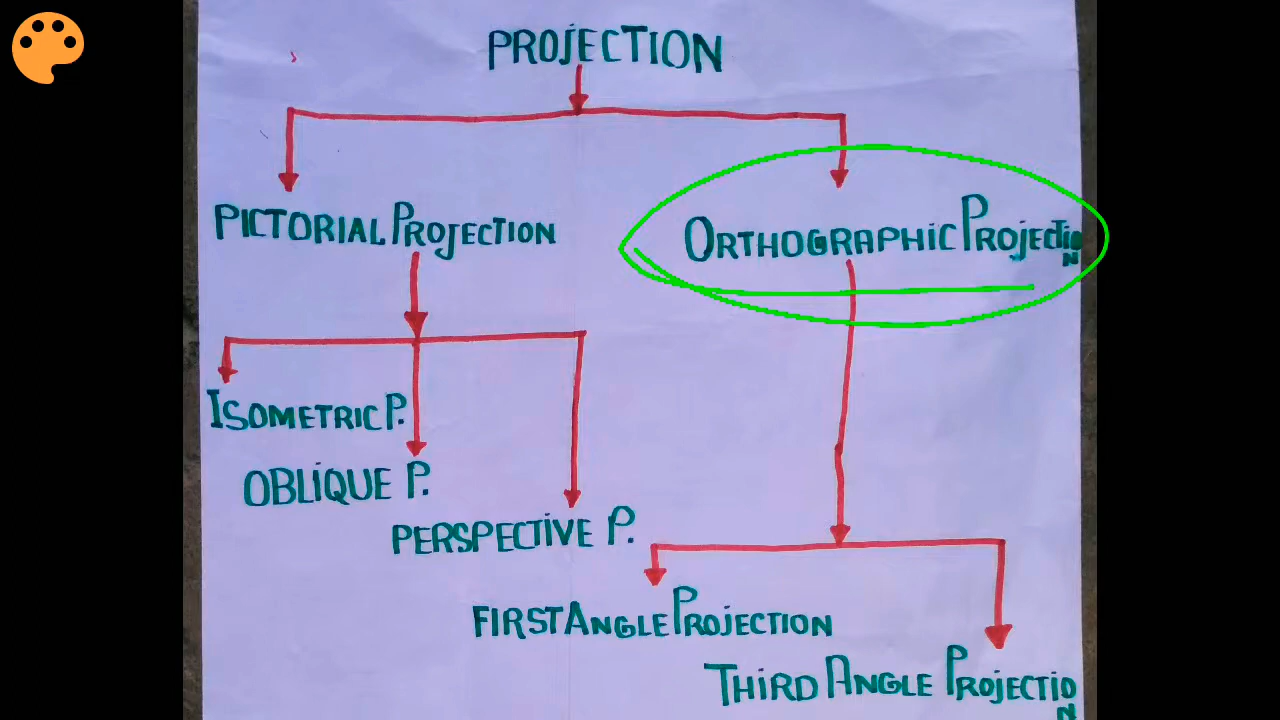 PROJECTION
PICTORIAL PROJECTION
ORTHOGRAPHIC PROJECTION
ISOMETRIC P.
OBLIQUE P.
PERSPECTIVE P.
FIRST ANGLE PROJECTION
THIRD ANGLE PROJECTION